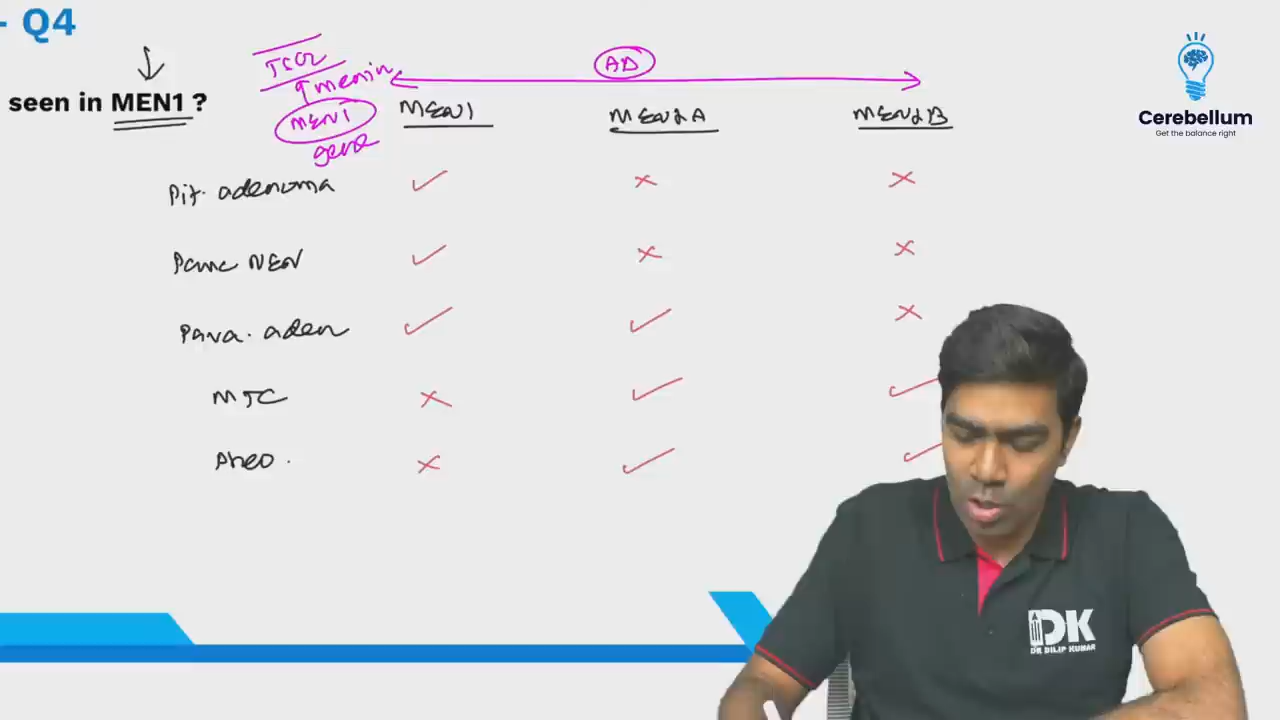 - Q4
seen in MEN1 ?
TSG
↑ menin
MEN1
gene
AD
MEN1 MEN2A MEN2B
Pit. adenoma ✓ × ×
Panc NEN ✓ × ×
Para. aden ✓ ✓ ×
MTC × ✓ ✓
Pheo. × ✓ ✓
Cerebellum
Get the balance right
DK
DR DILIP KUMAR